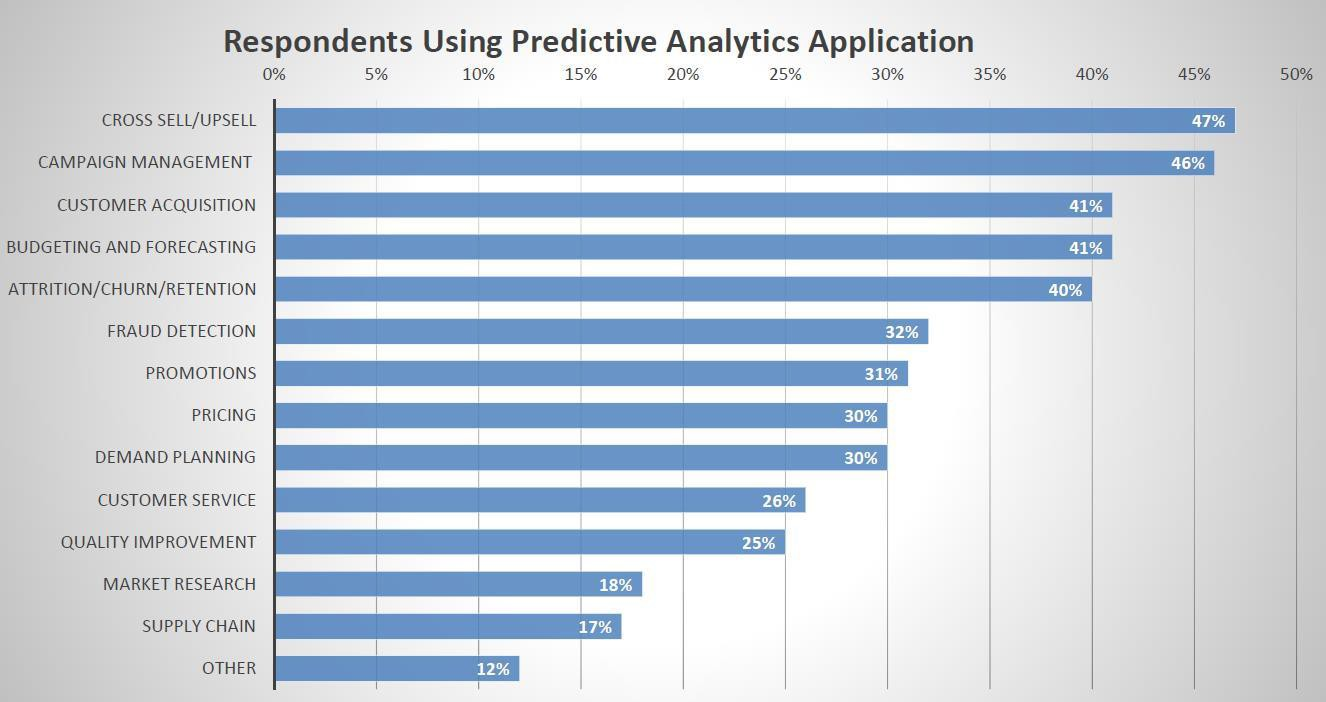 Respondents Using Predictive Analytics Application
0% 5% 10% 15% 20% 25% 30% 35% 40% 45% 50%
CROSS SELL/UPSELL 47%
CAMPAIGN MANAGEMENT 46%
CUSTOMER ACQUISITION 41%
BUDGETING AND FORECASTING 41%
ATTRITION/CHURN/RETENTION 40%
FRAUD DETECTION 32%
PROMOTIONS 31%
PRICING 30%
DEMAND PLANNING 30%
CUSTOMER SERVICE 26%
QUALITY IMPROVEMENT 25%
MARKET RESEARCH 18%
SUPPLY CHAIN 17%
OTHER 12%